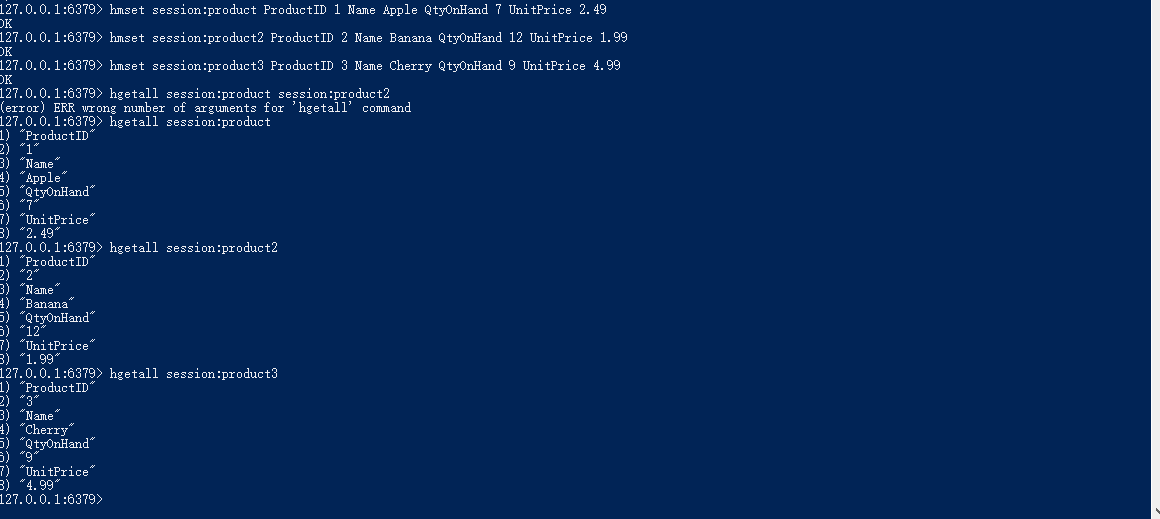 127.0.0.1:6379> hmset session:product ProductID 1 Name Apple QtyOnHand 7 UnitPrice 2.49
OK
127.0.0.1:6379> hmset session:product2 ProductID 2 Name Banana QtyOnHand 12 UnitPrice 1.99
OK
127.0.0.1:6379> hmset session:product3 ProductID 3 Name Cherry QtyOnHand 9 UnitPrice 4.99
OK
127.0.0.1:6379> hgetall session:product session:product2
(error) ERR wrong number of arguments for 'hgetall' command
127.0.0.1:6379> hgetall session:product
1) "ProductID"
2) "1"
3) "Name"
4) "Apple"
5) "QtyOnHand"
6) "7"
7) "UnitPrice"
8) "2.49"
127.0.0.1:6379> hgetall session:product2
1) "ProductID"
2) "2"
3) "Name"
4) "Banana"
5) "QtyOnHand"
6) "12"
7) "UnitPrice"
8) "1.99"
127.0.0.1:6379> hgetall session:product3
1) "ProductID"
2) "3"
3) "Name"
4) "Cherry"
5) "QtyOnHand"
6) "9"
7) "UnitPrice"
8) "4.99"
127.0.0.1:6379>